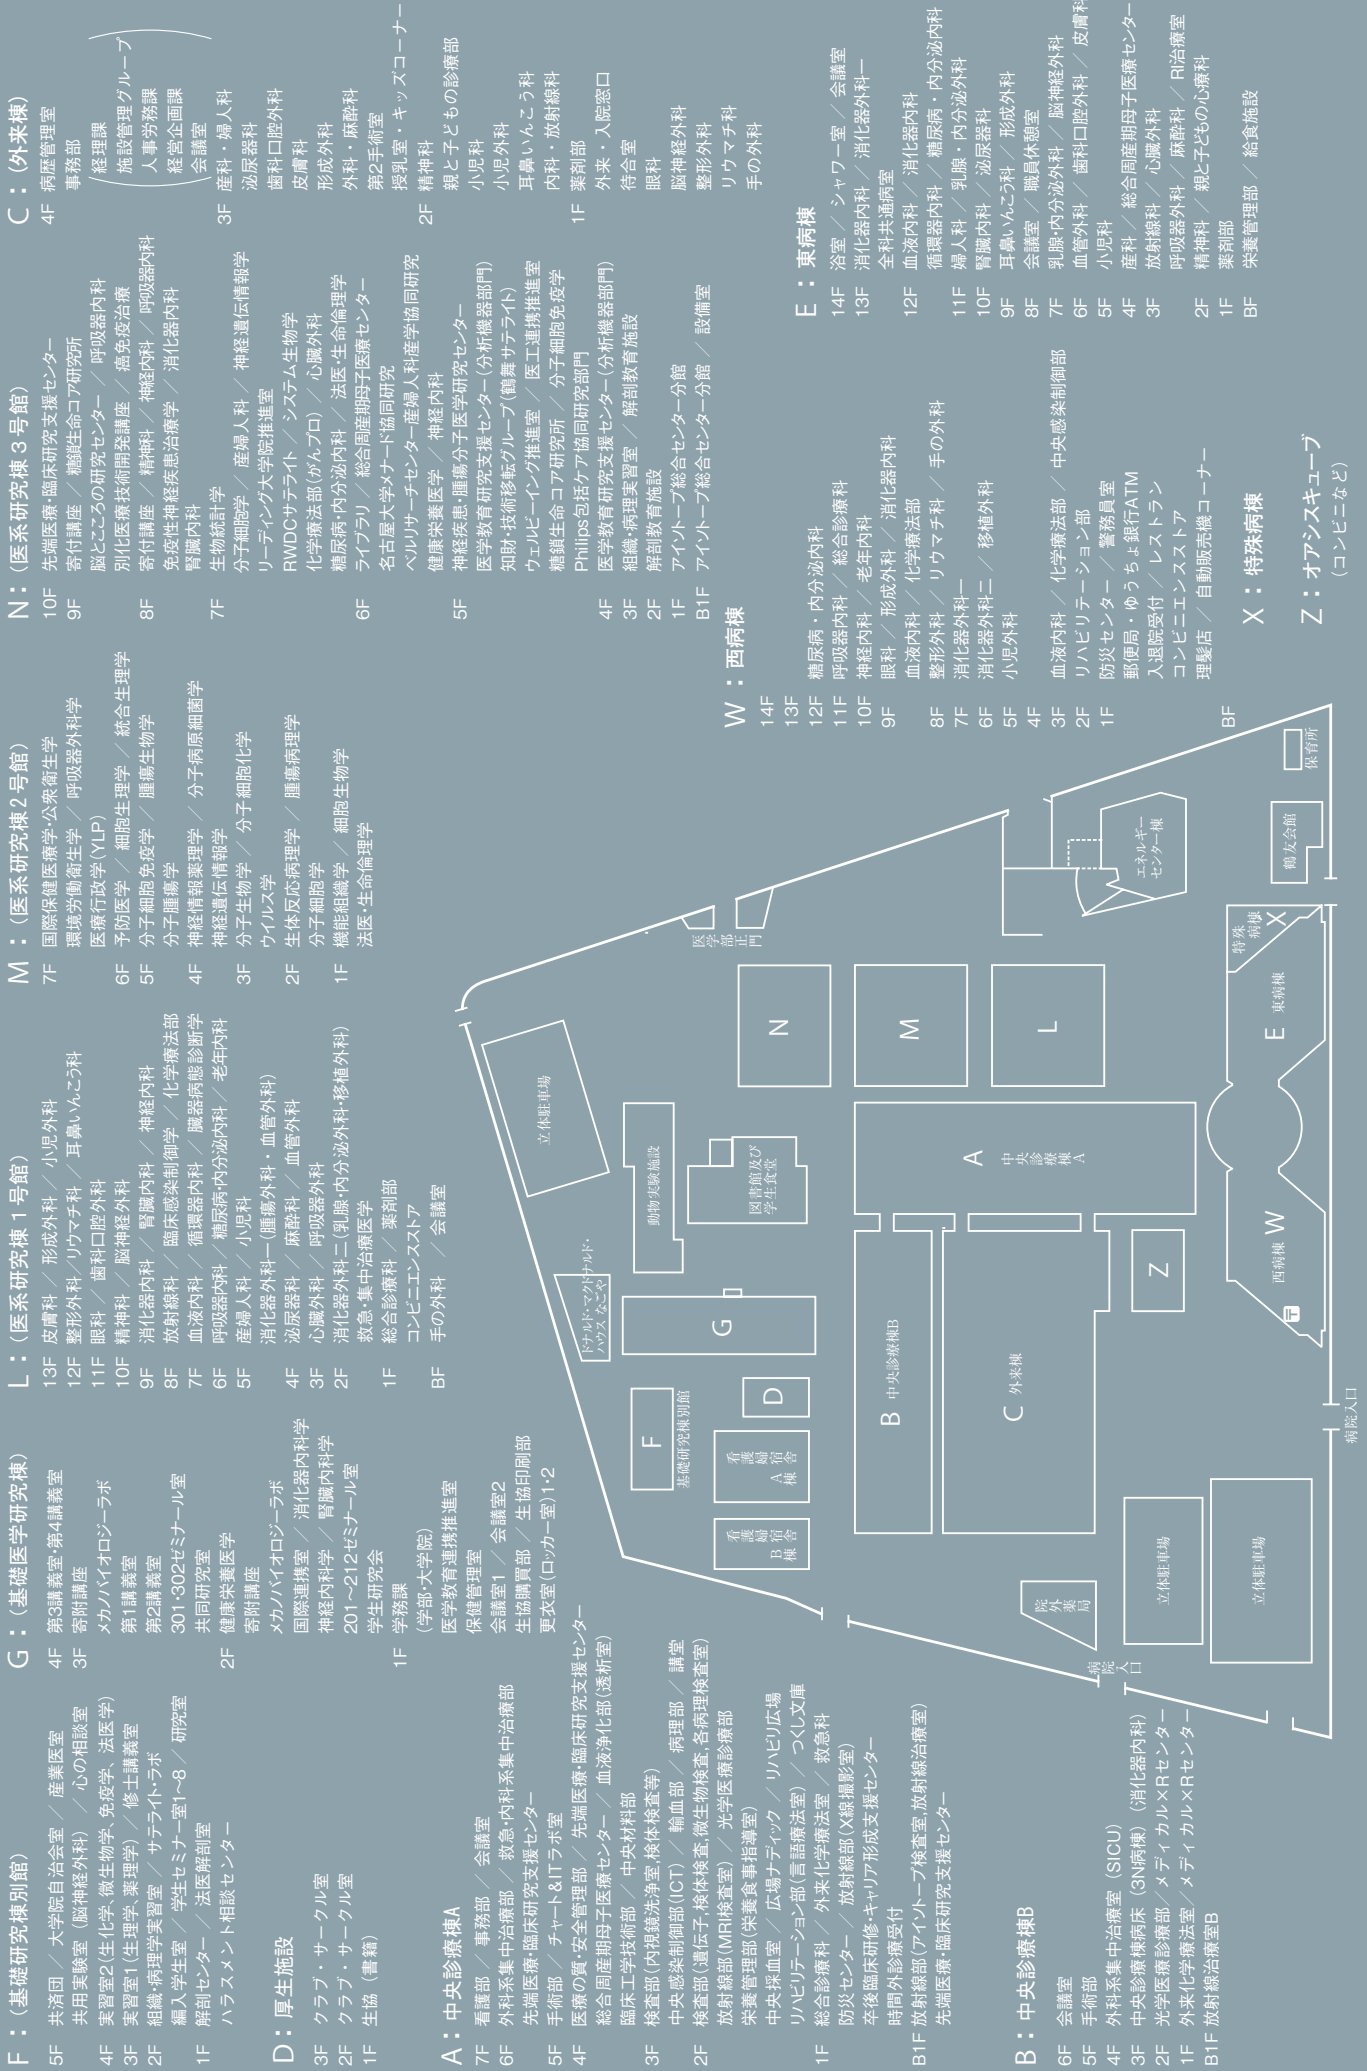 F：(基礎研究棟別館)
5F 共済団 ／ 大学院自治会室 ／ 産業医室
共用実験室（脳神経外科） ／ 心の相談室
4F 実習室2(生化学、微生物学、免疫学、法医学)
3F 実習室1(生理学、薬理学) ／ 修士講義室
2F 組織・病理学実習室 ／ サテライト・ラボ
編入学生室 ／ 学生セミナー室1〜8 ／ 研究室
1F 解剖センター ／ 法医解剖室
ハラスメント相談センター
D：厚生施設
3F クラブ・サークル室
2F クラブ・サークル室
1F 生協（書籍）
A：中央診療棟A
7F 看護部 ／ 事務部 ／ 会議室
6F 外科系集中治療部 ／ 救急・内科系集中治療部
先端医療・臨床研究支援センター
5F 手術部 ／ チャート&ITラボ室
4F 医療の質・安全管理部 ／ 先端医療・臨床研究支援センター
総合周産期母子医療センター ／ 血液浄化部(透析室)
臨床工学技術部 ／ 中央材料部
3F 検査部(内視鏡洗浄室,検体検査等)
中央感染制御部(ICT) ／ 輸血部 ／ 病理部 ／ 講堂
2F 検査部(遺伝子,検体検査,微生物検査,各病理検査室)
放射線部(MRI検査室) ／ 光学医療診療部
栄養管理部(栄養食事指導室)
中央採血室 ／ 広場ナディック ／ リハビリ広場
リハビリテーション部(言語療法室) ／ つくし文庫
1F 総合診療科 ／ 外来化学療法室 ／ 救急科
防災センター 放射線部(X線撮影室)
卒後臨床研修・キャリア形成支援センター
時間外診療受付
B1F 放射線部(アイソトープ検査室,放射線治療室)
先端医療・臨床研究支援センター
B：中央診療棟B
6F 会議室
5F 手術部
4F 外科系集中治療室（SICU）
3F 中央診療棟病床（3N病棟）（消化器内科）
2F 光学医療診療部／メディカル×Rセンター
1F 外来化学療法室 メディカル×Rセンター
B1F 放射線治療室B
G：(基礎医学研究棟)
4F 第3講義室・第4講義室
3F 寄附講座
メカノバイオロジーラボ
第1講義室
第2講義室
301・302ゼミナール室
共同研究室
2F 健康栄養医学
寄附講座
メカノバイオロジーラボ
国際連携室 ／ 消化器内科学
神経内科学 ／ 腎臓内科学
201〜212ゼミナール室
学生研究会
1F 学務課
(学部・大学院)
医学教育連携推進室
保健管理室
会議室1 ／ 会議室2
生協購買部 ／ 生協印刷部
更衣室(ロッカー室)1・2
L：(医系研究棟1号館)
13F 皮膚科 ／ 形成外科 ／ 小児外科
12F 整形外科／リウマチ科 ／ 耳鼻いんこう科
11F 眼科 ／ 歯科口腔外科
10F 精神科 ／ 脳神経外科
9F 消化器内科 ／ 腎臓内科 ／ 神経内科
8F 放射線科 ／ 臨床感染制御学 ／ 化学療法部
7F 血液内科 ／ 循環器内科 ／ 臓器病態診断学
6F 呼吸器内科 ／ 糖尿病・内分泌内科 ／ 老年内科
5F 産婦人科 ／ 小児科
消化器外科一(腫瘍外科・血管外科)
4F 泌尿器科 ／ 麻酔科 ／ 血管外科
3F 心臓外科 ／ 呼吸器外科
2F 消化器外科二(乳腺・内分泌外科・移植外科)
救急・集中治療医学
1F 総合診療科 ／ 薬剤部
コンビニエンスストア
BF 手の外科 ／ 会議室
M：(医系研究棟2号館)
7F 国際保健医療学・公衆衛生学
環境労働衛生学 ／ 呼吸器外科学
医療行政学(YLP)
6F 予防医学 ／ 細胞生理学 ／ 統合生理学
5F 分子細胞免疫学 ／ 腫瘍生物学
分子腫瘍学
4F 神経情報薬理学 ／ 分子病原細菌学
神経遺伝情報学
3F 分子生物学 ／ 分子細胞化学
ウイルス学
2F 生体反応病理学 ／ 腫瘍病理学
分子細胞学
1F 機能組織学 ／ 細胞生物学
法医・生命倫理学
N：(医系研究棟3号館)
10F 先端医療・臨床研究支援センター
9F 寄付講座 ／ 糖鎖生命コア研究所
脳とこころの研究センター ／ 呼吸器内科
別化医療技術開発講座 ／ 癌免疫治療
8F 寄付講座 ／ 精神科 ／ 神経内科 ／ 呼吸器内科
免疫性神経疾患治療学 ／ 消化器内科
腎臓内科
7F 生物統計学
分子細胞学 ／ 産婦人科 ／ 神経遺伝情報学
リーディング大学院推進室
RWDCサテライト ／ システム生物学
化学療法部(がんプロ) ／ 心臓外科
糖尿病・内分泌内科 ／ 法医・生命倫理学
6F ライブラリ ／ 総合周産期母子医療センター
名古屋大学メナード協同研究
ベルリサーチセンター産婦人科産学協同研究
健康栄養医学 ／ 神経内科
5F 神経疾患・腫瘍分子医学研究センター
医学教育研究支援センター(分析機器部門)
知財・技術移転グループ(鶴舞サテライト)
ウェルビーイング推進室 ／ 医工連携推進室
糖鎖生命コア研究所 ／ 分子細胞免疫学
Philips包括ケア協同研究部門
4F 医学教育研究支援センター(分析機器部門)
3F 組織・病理実習室 ／ 解剖教育施設
2F 解剖教育施設
1F アイソトープ総合センター分館
B1F アイソトープ総合センター分館 ／ 設備室
C：(外来棟)
4F 病歴管理室
事務部
経理課
施設管理グループ
人事労務課
経営企画課
会議室
3F 産科・婦人科
泌尿器科
歯科口腔外科
皮膚科
形成外科
外科・麻酔科
第2手術室
授乳室・キッズコーナー
2F 精神科
親と子どもの診療部
小児科
小児外科
耳鼻いんこう科
内科・放射線科
1F 薬剤部
外来・入院窓口
待合室
眼科
脳神経外科
整形外科
リウマチ科
手の外科
W：西病棟
14F
13F
12F 糖尿病・内分泌内科
11F 呼吸器内科 ／ 総合診療科
10F 神経内科 ／ 老年内科
9F 眼科 ／ 形成外科 ／ 消化器内科
血液内科 ／ 化学療法部
8F 整形外科 ／ リウマチ科 ／ 手の外科
7F 消化器外科一
6F 消化器外科二 ／ 移植外科
5F 小児外科
4F
3F 血液内科 ／ 化学療法部 ／ 中央感染制御部
2F リハビリテーション部
1F 防災センター ／ 警務員室
郵便局・ゆうちょ銀行ATM
入退院受付 ／ レストラン
コンビニエンスストア
理髪店 ／ 自動販売機コーナー
BF
E：東病棟
14F 浴室 ／ シャワー室 ／ 会議室
13F 消化器内科 ／ 消化器外科一
全科共通病室
12F 血液内科 ／ 消化器内科
循環器内科 ／ 糖尿病・内分泌内科
11F 婦人科 ／ 乳腺・内分泌外科
10F 腎臓内科 ／ 泌尿器科
9F 耳鼻いんこう科 ／ 形成外科
8F 会議室 ／ 職員休憩室
7F 乳腺・内分泌外科 ／ 脳神経外科
6F 血管外科 ／ 歯科口腔外科 ／ 皮膚科
5F 小児科
4F 産科 ／ 総合周産期母子医療センター
3F 放射線科 ／ 心臓外科
呼吸器外科 ／ 麻酔科 ／ RI治療室
2F 精神科 ／ 親と子どもの心療科
1F 薬剤部
BF 栄養管理部 ／ 給食施設
X：特殊病棟
Z：オアシスキューブ
(コンビニなど)
立体駐車場
ドナルド・マクドナルド・
ハウス なごや
動物実験施設
図書館及び
学生食堂
医学部正門
F
基礎研究棟別館
G
D
看護婦宿舎
A棟
看護婦宿舎
B棟
N
M
L
A
中央診療棟A
B 中央診療棟B
C 外来棟
Z
エネルギー
センター棟
鶴友会館
保育所
特殊
病棟
X
E 東病棟
西病棟 W
〒
院外薬局
立体駐車場
立体駐車場
病院入口
病院入口